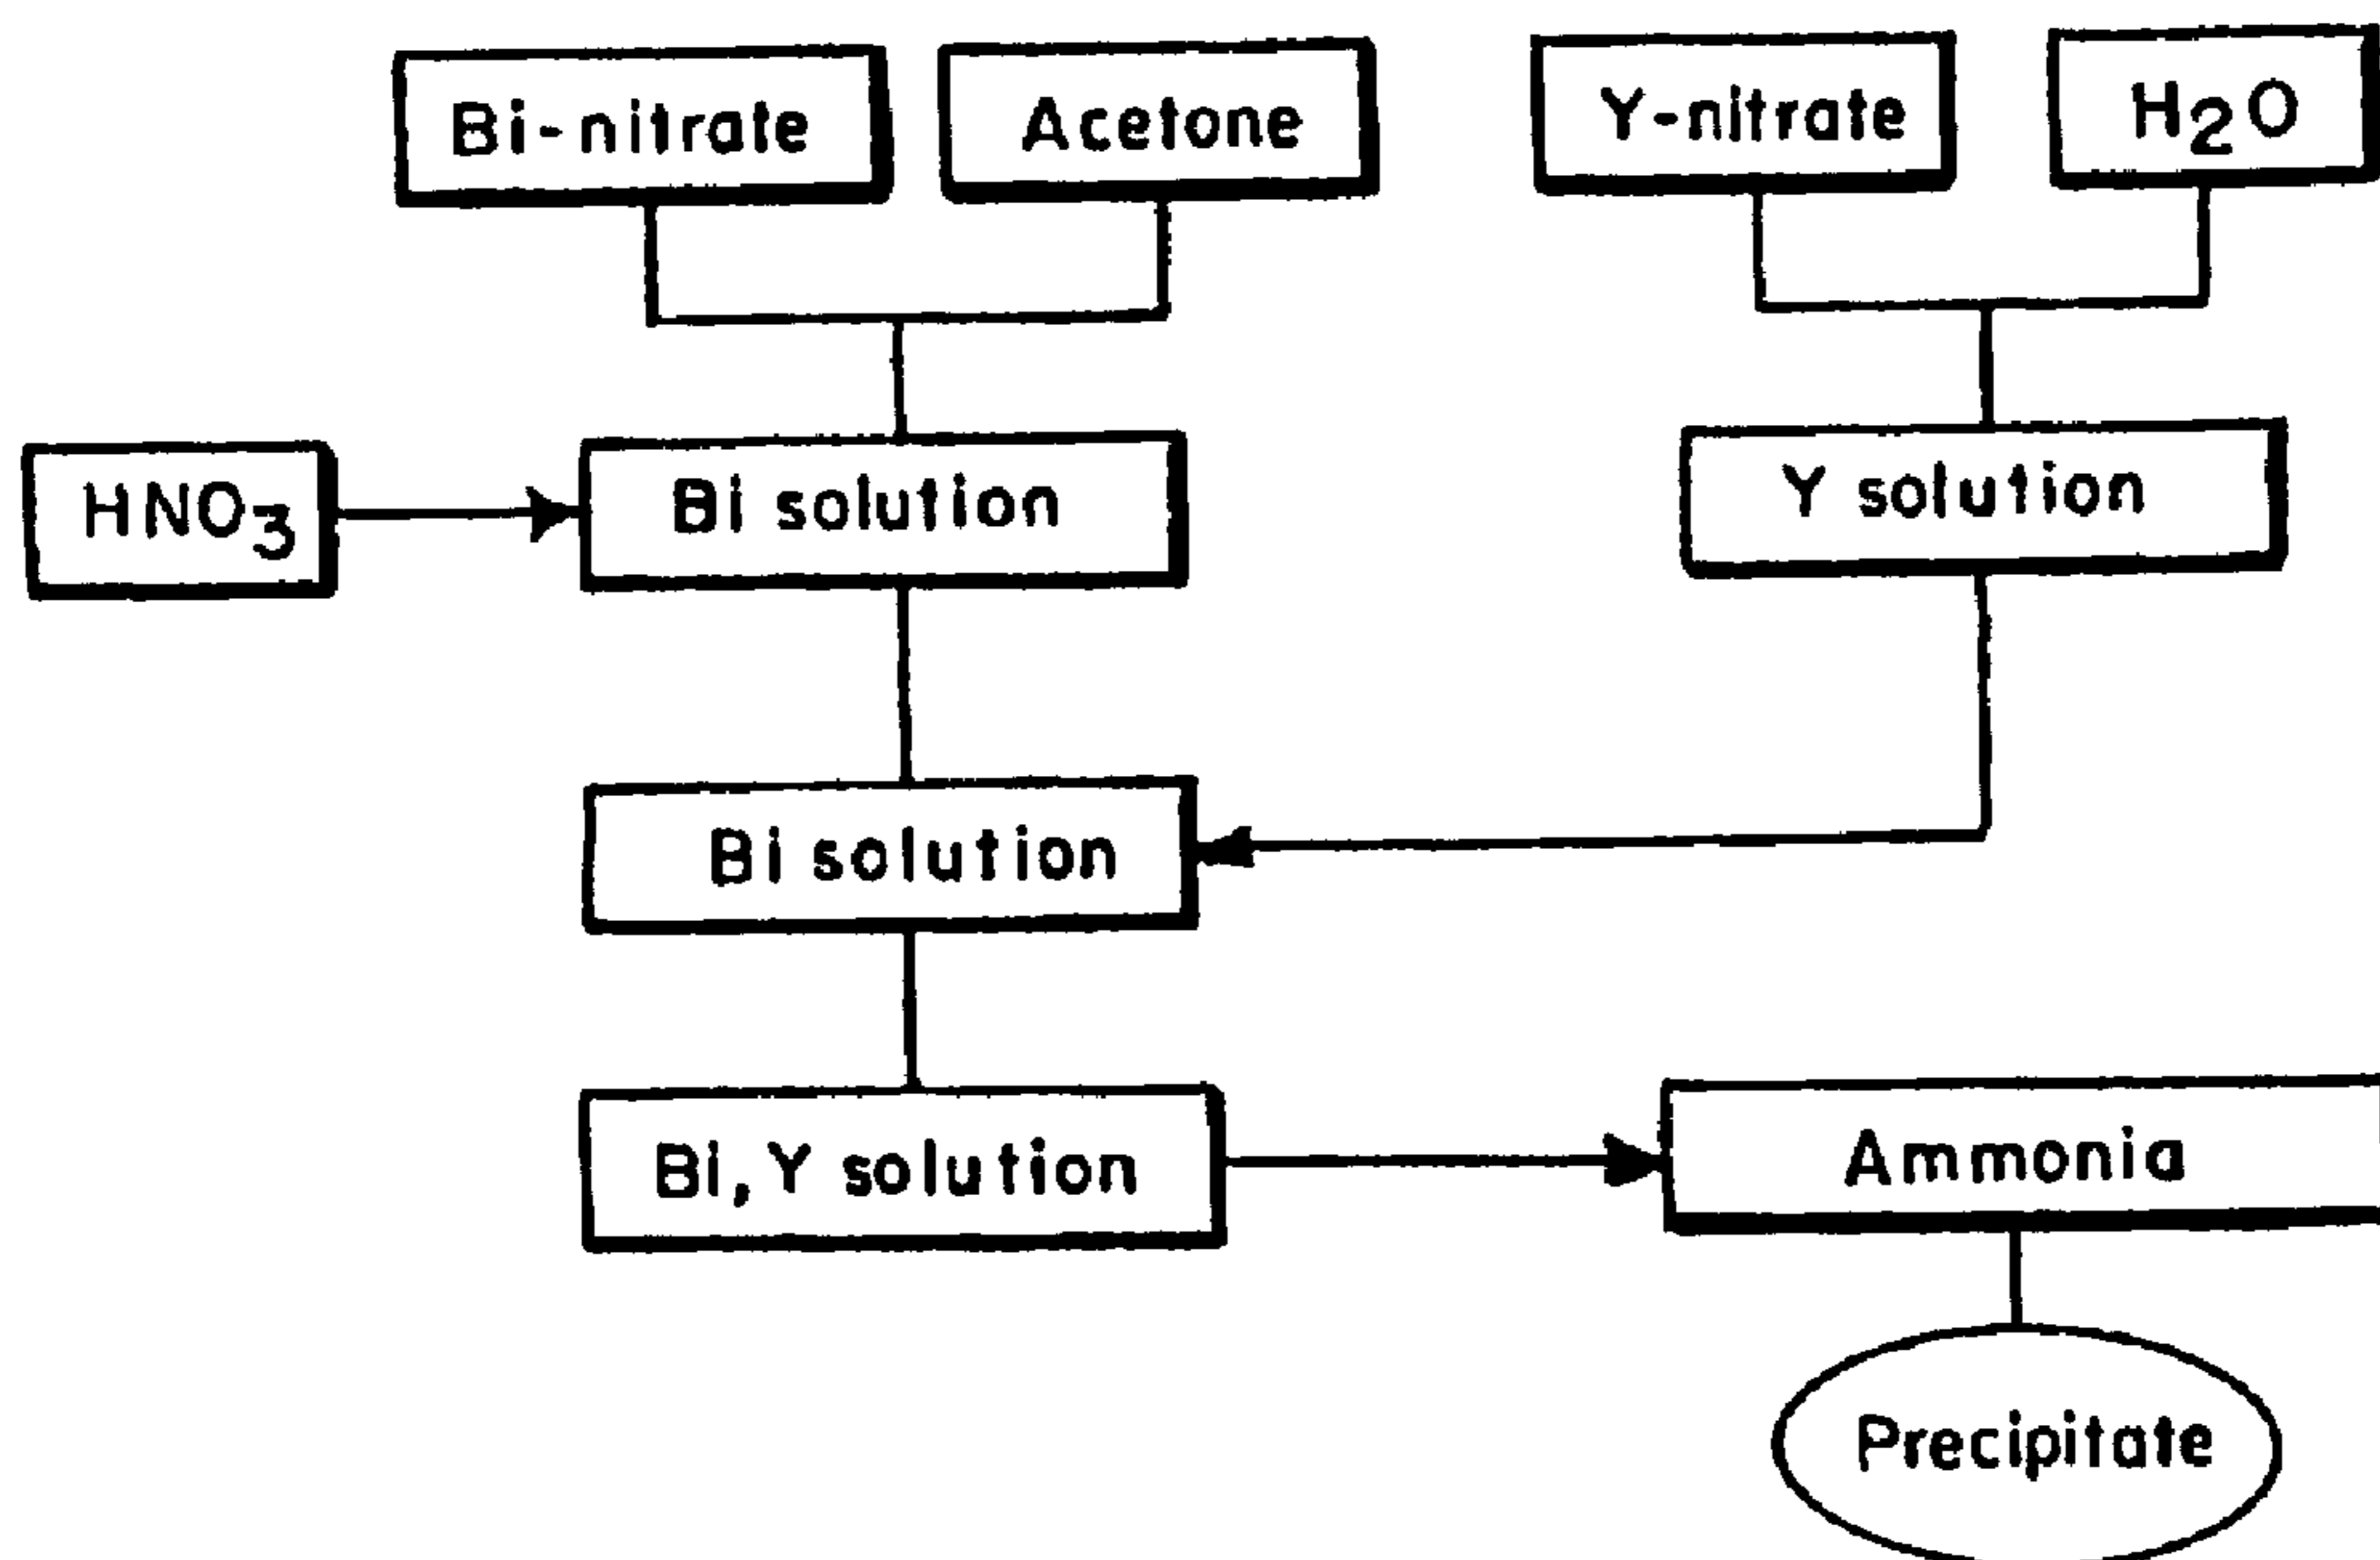 Bi-nitrate
Acetone
Y-nitrate
H2O
HNO3
Bi solution
Y solution
Bi solution
Bi, Y solution
Ammonia
Precipitate